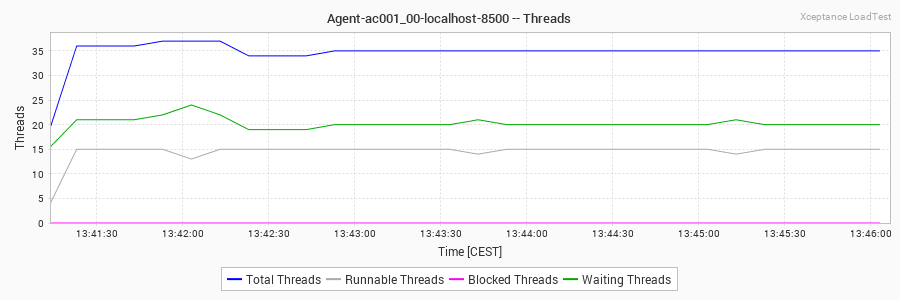 Agent-ac001_00-localhost-8500 -- Threads
Xceptance LoadTest
Threads
35
30
25
20
15
10
5
0
13:41:30 13:42:00 13:42:30 13:43:00 13:43:30 13:44:00 13:44:30 13:45:00 13:45:30 13:46:00
Time [CEST]
Total Threads Runnable Threads Blocked Threads Waiting Threads